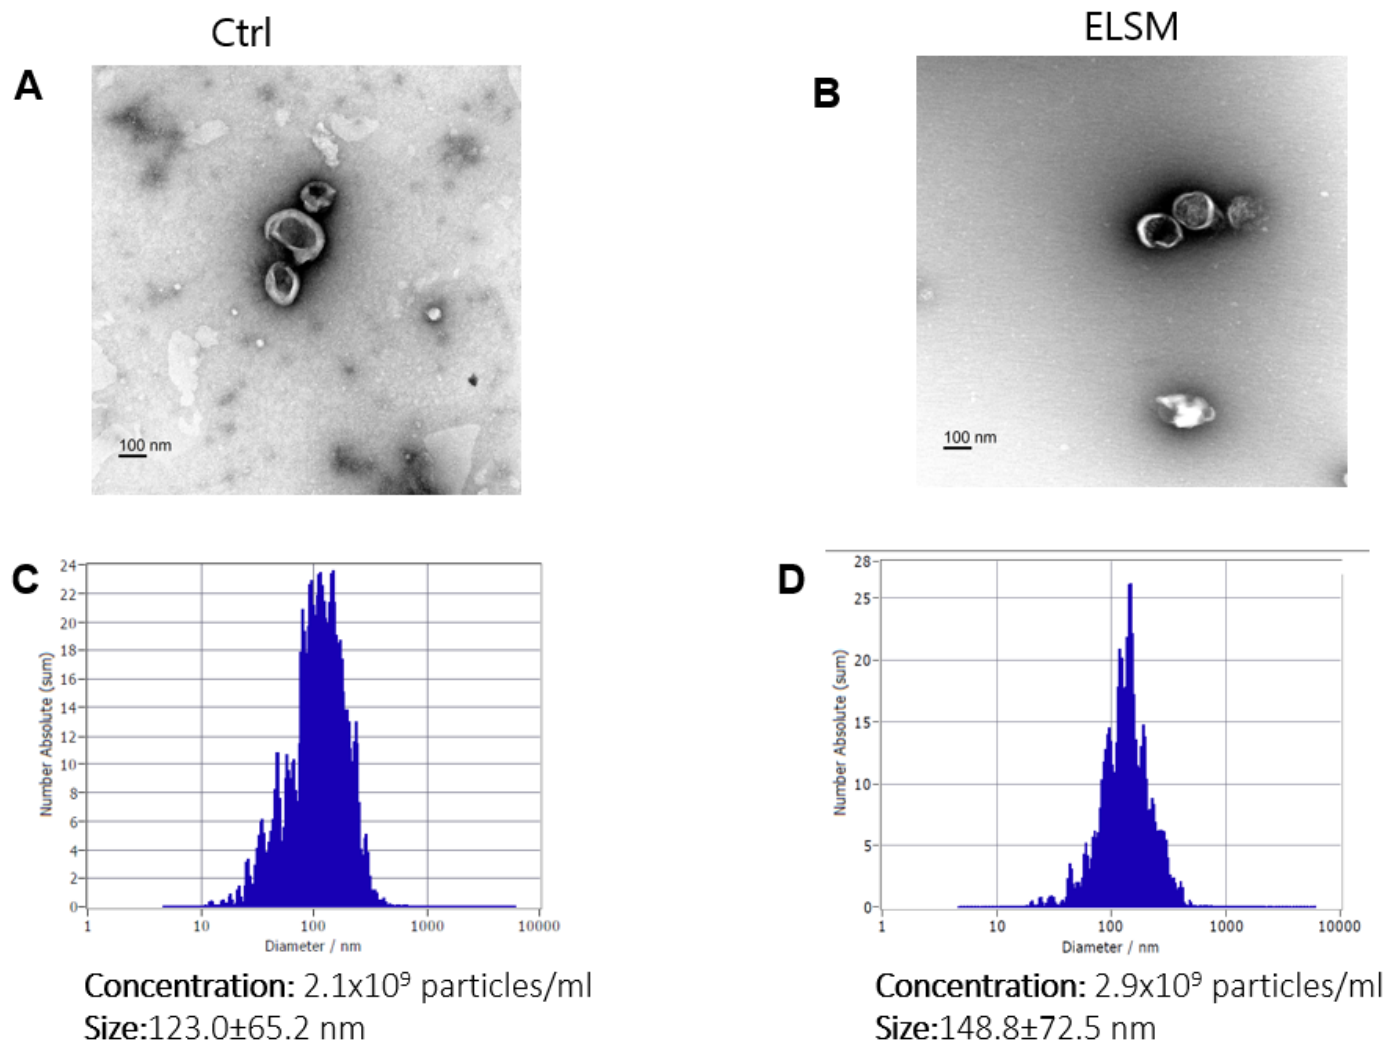 Ctrl
ELSM
A
B
100 nm
100 nm
C
D
Number Absolute (sum)
24
22
20
18
16
14
12
10
8
6
4
2
0
1
10
100
1000
10000
Diameter / nm
Number Absolute (sum)
28
25
20
15
10
5
0
1
10
100
1000
10000
Diameter / nm
Concentration: 2.1x10⁹ particles/ml
Size:123.0±65.2 nm
Concentration: 2.9x10⁹ particles/ml
Size:148.8±72.5 nm